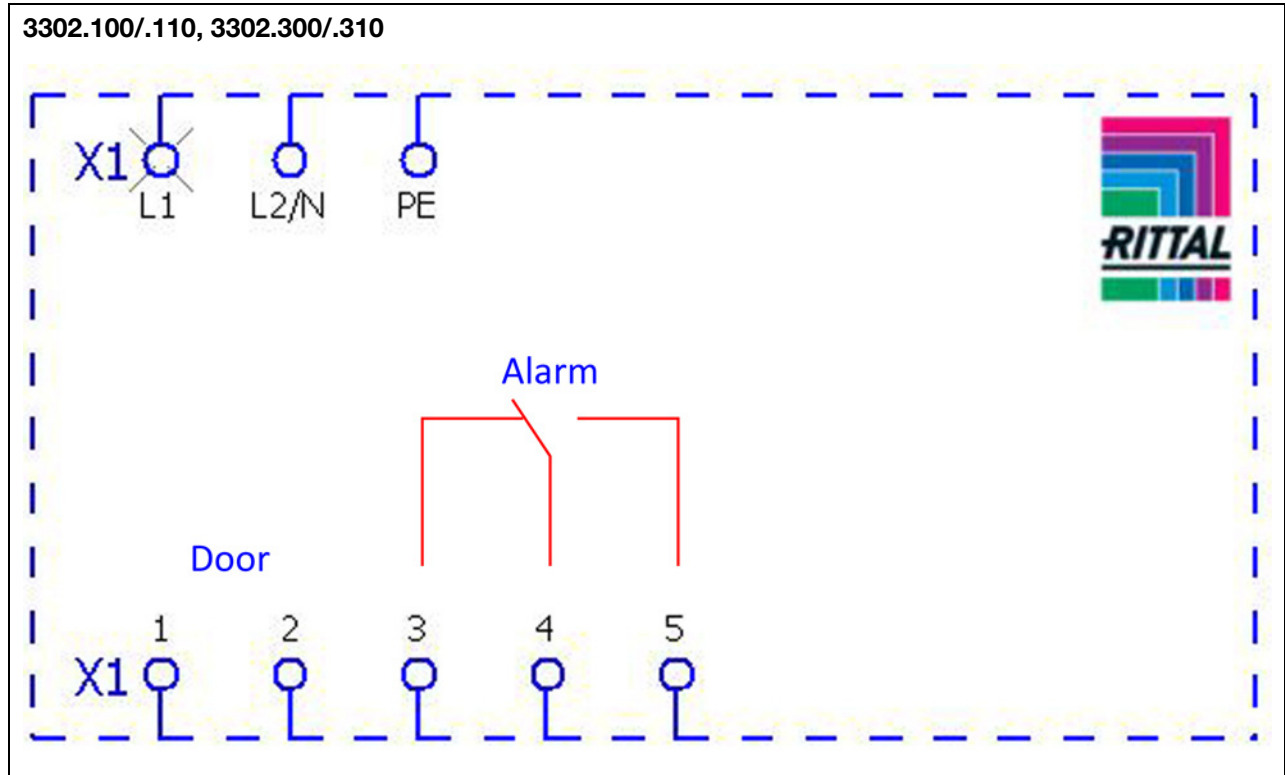 3302.100/.110, 3302.300/.310
X1
L1 L2/N PE
RITTAL
Alarm
Door
1 2 3 4 5
X1